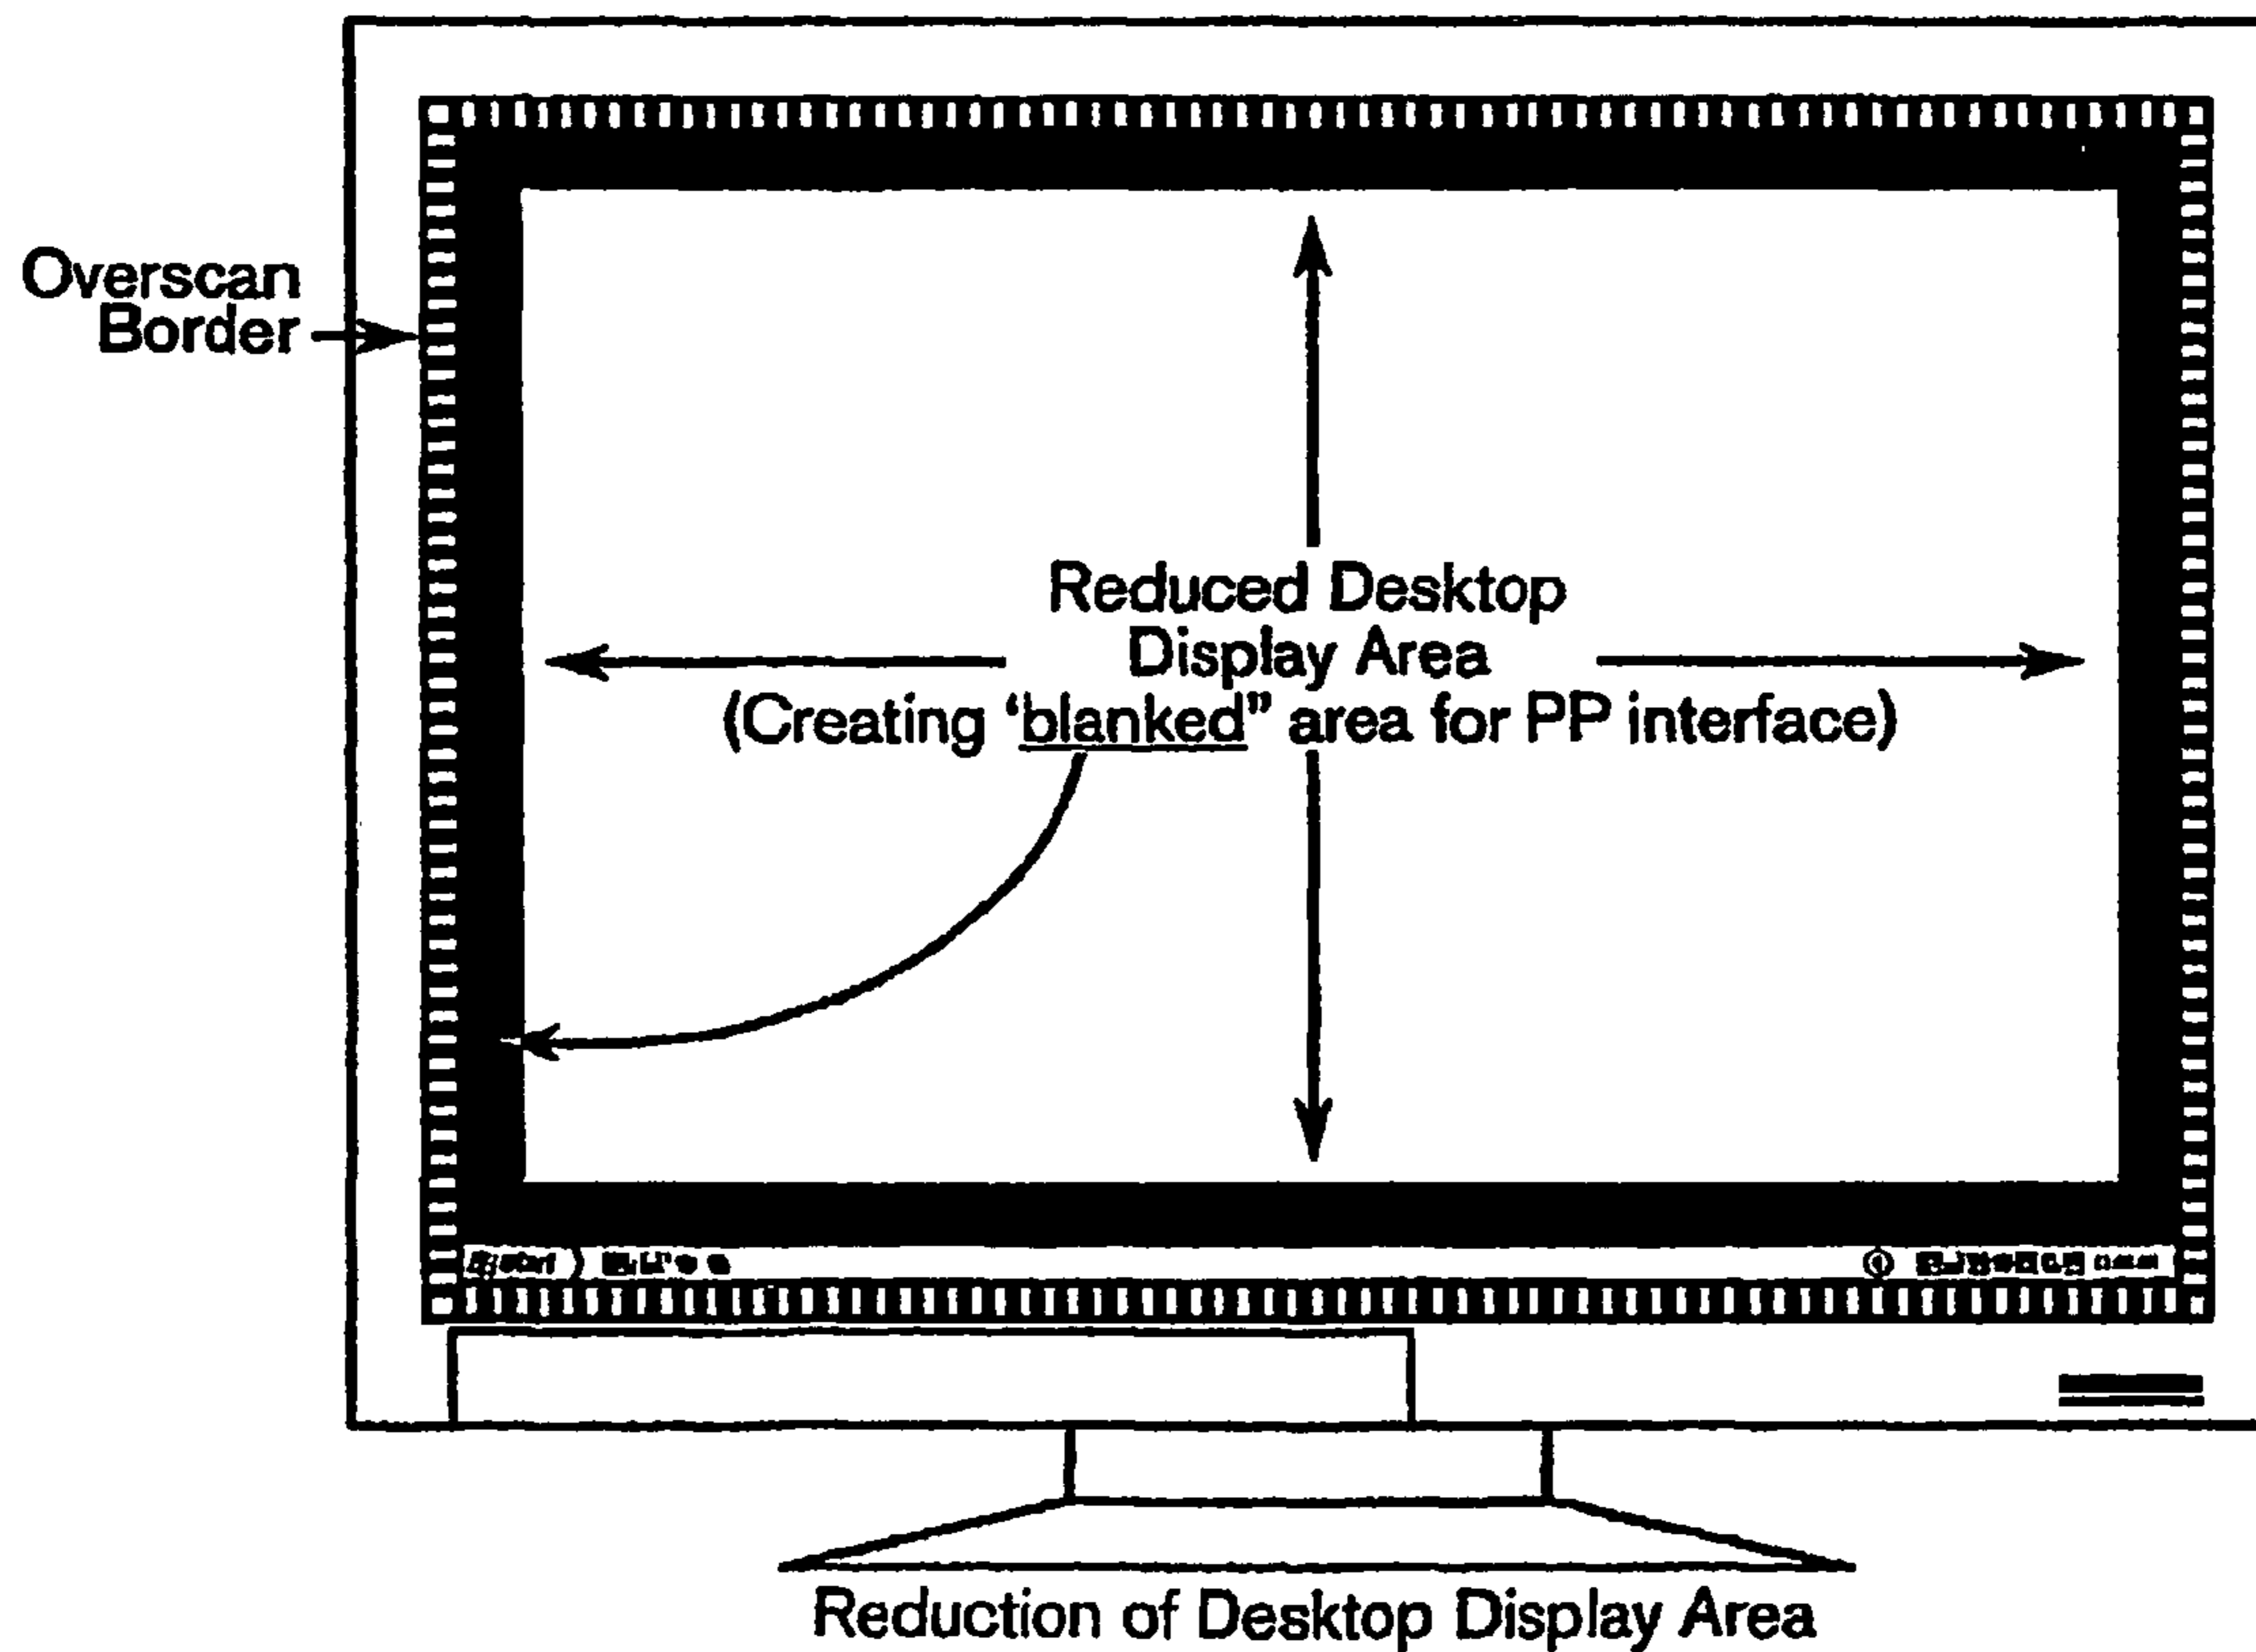 Overscan
Border
Reduced Desktop
Display Area
(Creating ‘blanked” area for PP interface)
Reduction of Desktop Display Area